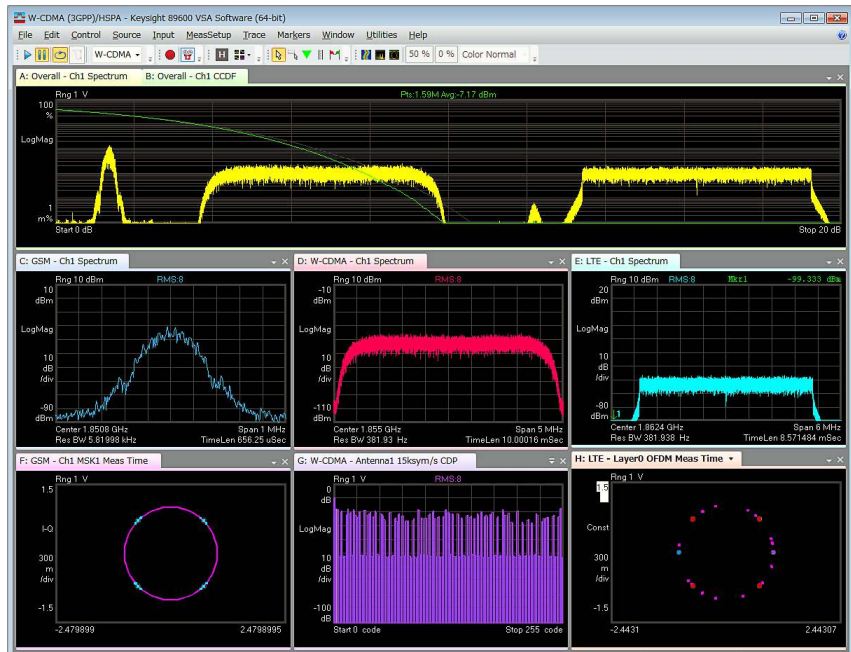 W-CDMA (3GPP)/HSPA - Keysight 89600 VSA Software (64-bit)
File Edit Control Source Input MeasSetup Trace Markers Window Utilities Help
W-CDMA 50 % 0 % Color Normal
A: Overall - Ch1 Spectrum B: Overall - Ch1 CCDF
Rng 1 V Pts:1.59M Avg:-7.17 dBm
100
%
LogMag
1
m%
Start 0 dB Stop 20 dB
C: GSM - Ch1 Spectrum
Rng 10 dBm RMS:8
10
dBm
LogMag
10
dB
/div
-90
dBm
Center 1.8508 GHz Span 1 MHz
Res BW 5.81998 kHz TimeLen 656.25 uSec
D: W-CDMA - Ch1 Spectrum
Rng 10 dBm RMS:8
-10
dBm
LogMag
10
dB
/div
-110
dBm
Center 1.855 GHz Span 5 MHz
Res BW 381.93 Hz TimeLen 10.00016 mSec
E: LTE - Ch1 Spectrum
Rng 10 dBm RMS:8 Mkr1 -99.333 dBm
20
dBm
LogMag
10
dB
/div
-80
dBm
1
Center 1.8624 GHz Span 6 MHz
Res BW 381.938 Hz TimeLen 8.571484 mSec
F: GSM - Ch1 MSK1 Meas Time
Rng 1 V
1.5
I-Q
300
m
/div
-1.5
-2.479899 2.4798995
G: W-CDMA - Antenna1 15ksym/s CDP
Rng 1 V RMS:8
0
dB
LogMag
10
dB
/div
-100
dB
Start 0 code Stop 255 code
H: LTE - Layer0 OFDM Meas Time
Rng 1 V
1.5
Const
300
m
/div
-1.5
-2.4431 2.44307